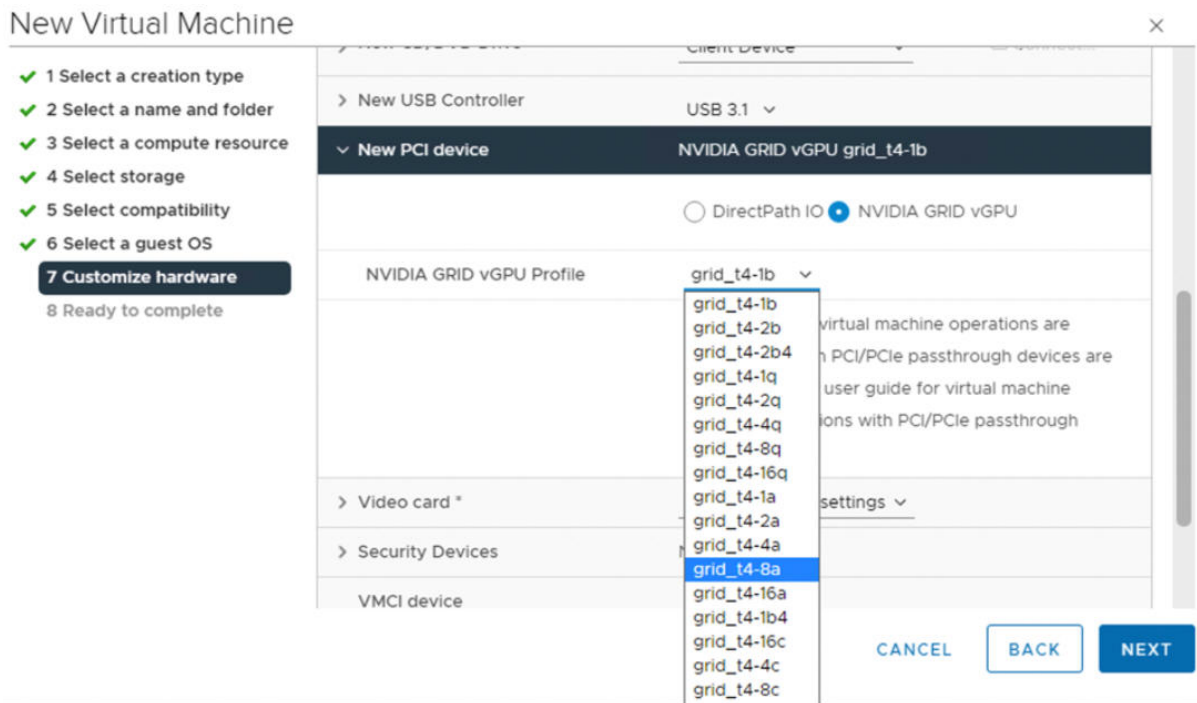 New Virtual Machine
1 Select a creation type
2 Select a name and folder
3 Select a compute resource
4 Select storage
5 Select compatibility
6 Select a guest OS
7 Customize hardware
8 Ready to complete
Client Device
New USB Controller USB 3.1
New PCI device NVIDIA GRID vGPU grid_t4-1b
DirectPath IO NVIDIA GRID vGPU
NVIDIA GRID vGPU Profile grid_t4-1b
grid_t4-1b
grid_t4-2b virtual machine operations are
grid_t4-2b4 PCI/PCIe passthrough devices are
grid_t4-1q user guide for virtual machine
grid_t4-2q
grid_t4-4q ions with PCI/PCIe passthrough
grid_t4-8q
grid_t4-16q
grid_t4-1a
Video card * settings
grid_t4-2a
grid_t4-4a
Security Devices
grid_t4-8a
grid_t4-16a
VMCI device
grid_t4-1b4
grid_t4-16c
grid_t4-4c
grid_t4-8c
CANCEL BACK NEXT